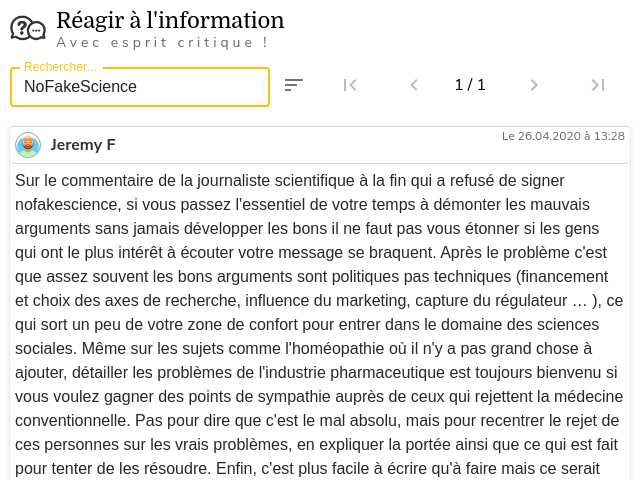 Réagir à l'information
Avec esprit critique !
Rechercher...
NoFakeScience
1 / 1
Jeremy F
Le 26.04.2020 à 13:28
Sur le commentaire de la journaliste scientifique à la fin qui a refusé de signer
nofakescience, si vous passez l'essentiel de votre temps à démonter les mauvais
arguments sans jamais développer les bons il ne faut pas vous étonner si les gens
qui ont le plus intérêt à écouter votre message se braquent. Après le problème c'est
que assez souvent les bons arguments sont politiques pas techniques (financement
et choix des axes de recherche, influence du marketing, capture du régulateur … ), ce
qui sort un peu de votre zone de confort pour entrer dans le domaine des sciences
sociales. Même sur les sujets comme l'homéopathie où il n'y a pas grand chose à
ajouter, détailler les problèmes de l'industrie pharmaceutique est toujours bienvenu si
vous voulez gagner des points de sympathie auprès de ceux qui rejettent la médecine
conventionnelle. Pas pour dire que c'est le mal absolu, mais pour recentrer le rejet de
ces personnes sur les vrais problèmes, en expliquer la portée ainsi que ce qui est fait
pour tenter de les résoudre. Enfin, c'est plus facile à écrire qu'à faire mais ce serait